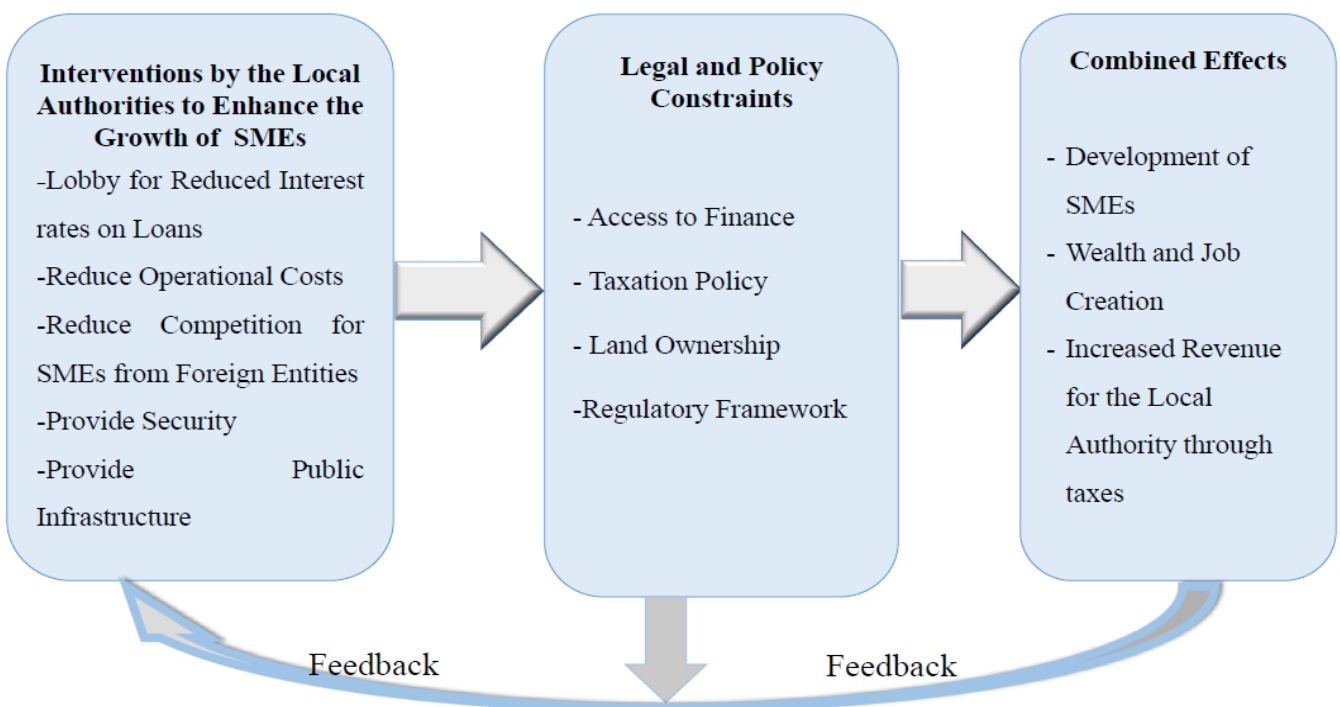 Interventions by the Local
Authorities to Enhance the
Growth of SMEs
-Lobby for Reduced Interest
rates on Loans
-Reduce Operational Costs
-Reduce Competition for
SMEs from Foreign Entities
-Provide Security
-Provide Public
Infrastructure
Legal and Policy
Constraints
- Access to Finance
- Taxation Policy
- Land Ownership
-Regulatory Framework
Combined Effects
- Development of
SMEs
- Wealth and Job
Creation
- Increased Revenue
for the Local
Authority through
taxes
Feedback
Feedback